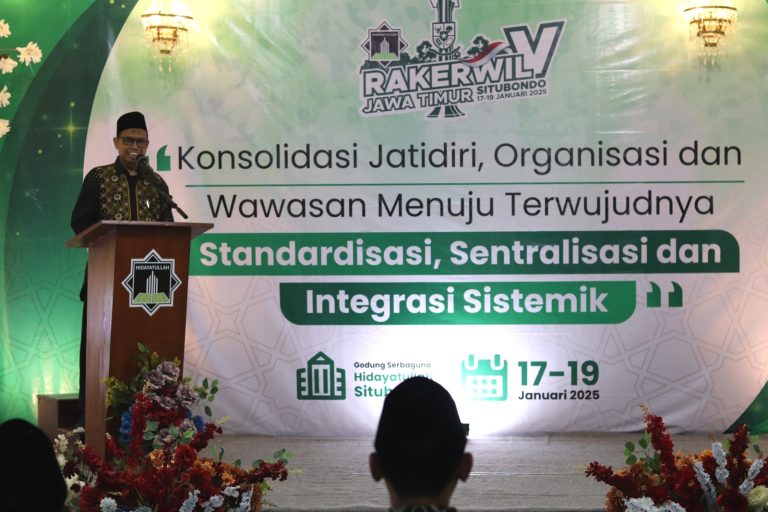 RAKERWIL V
JAWA TIMUR
SITUBONDO
17-19 JANUARI 2025
Konsolidasi Jatidiri, Organisasi dan
Wawasan Menuju Terwujudnya
Standardisasi, Sentralisasi dan
Integrasi Sistemik
HIDAYATULLAH
Gedung Serbaguna
Hidayatullah
17–19
Januari 2025